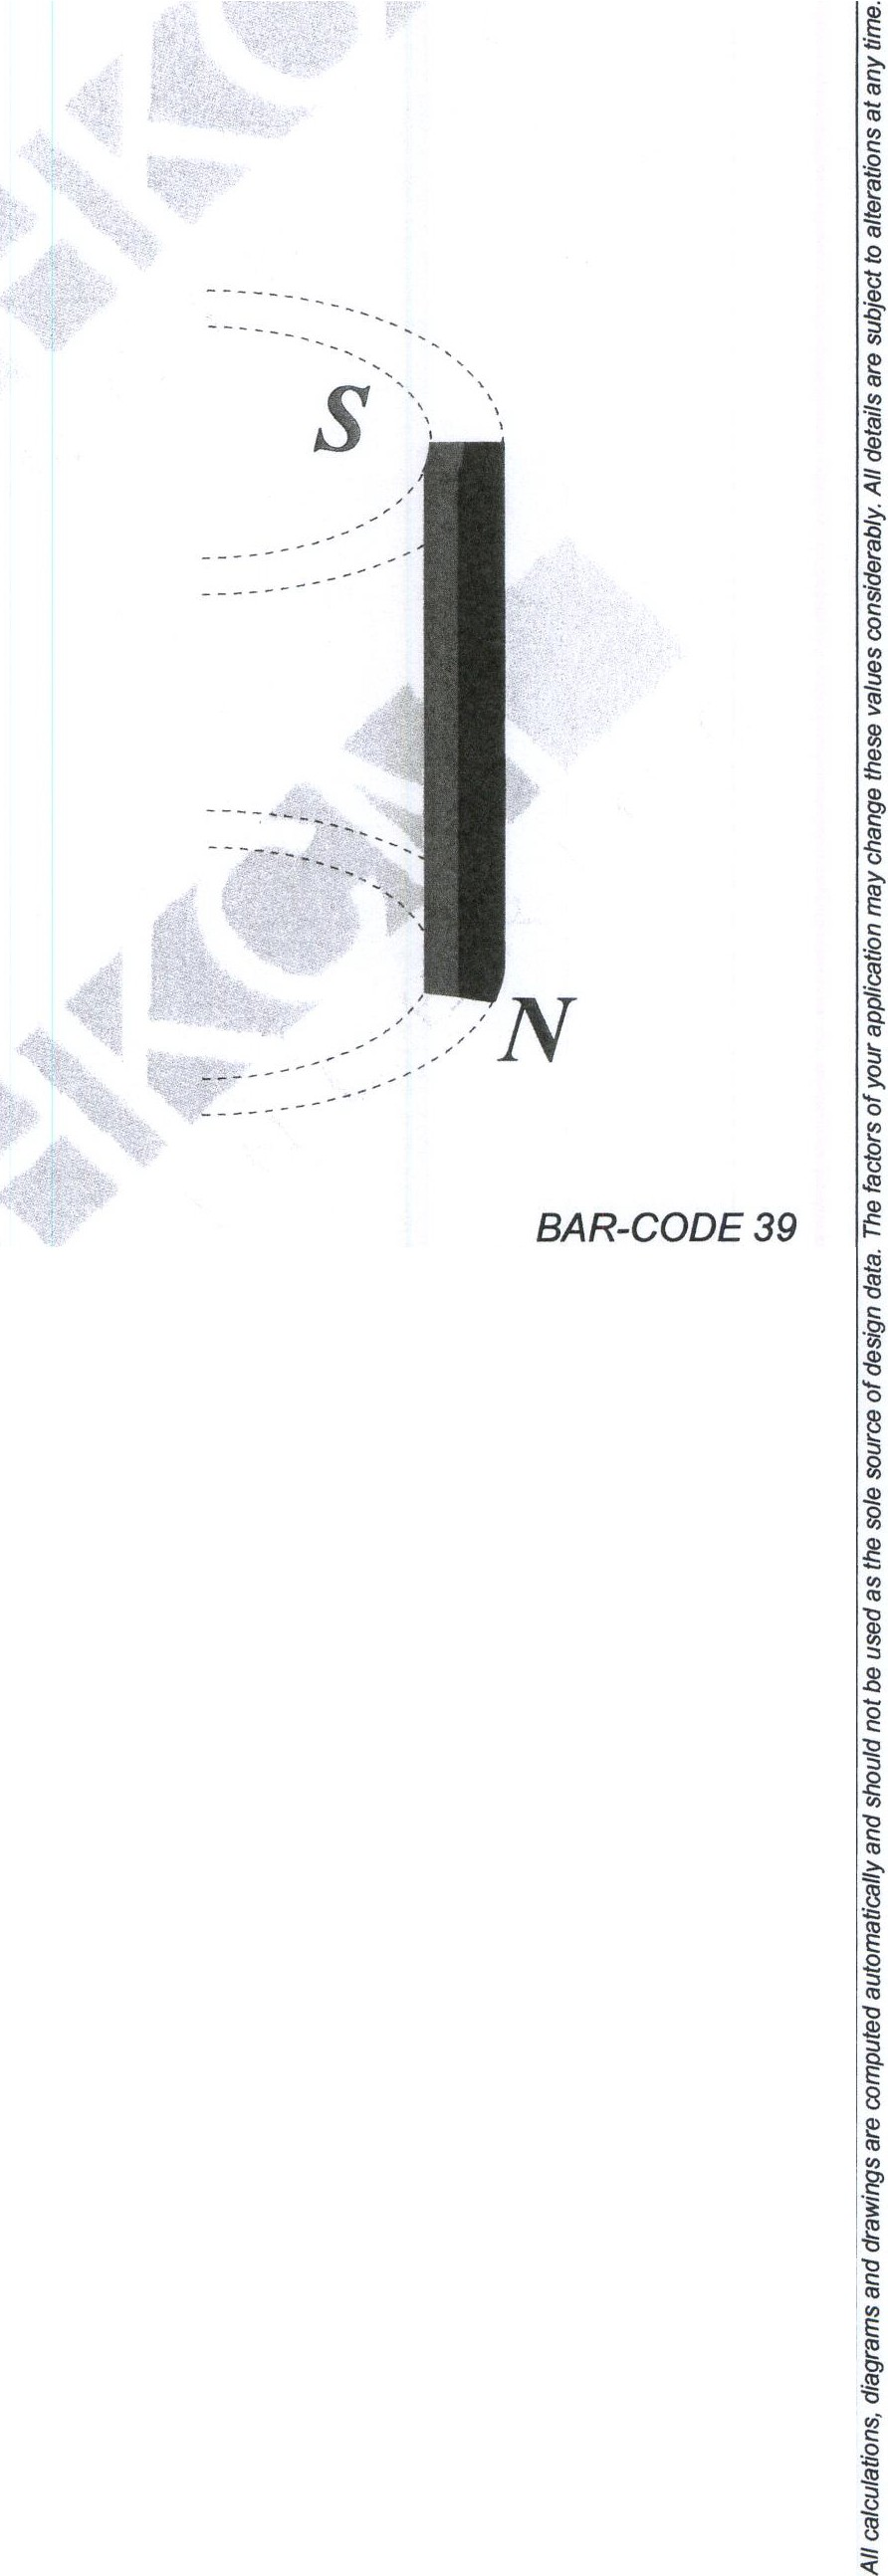 S
N
BAR-CODE 39
All calculations, diagrams and drawings are computed automatically and should not be used as the sole source of design data. The factors of your application may change these values considerably. All details are subject to alterations at any time.